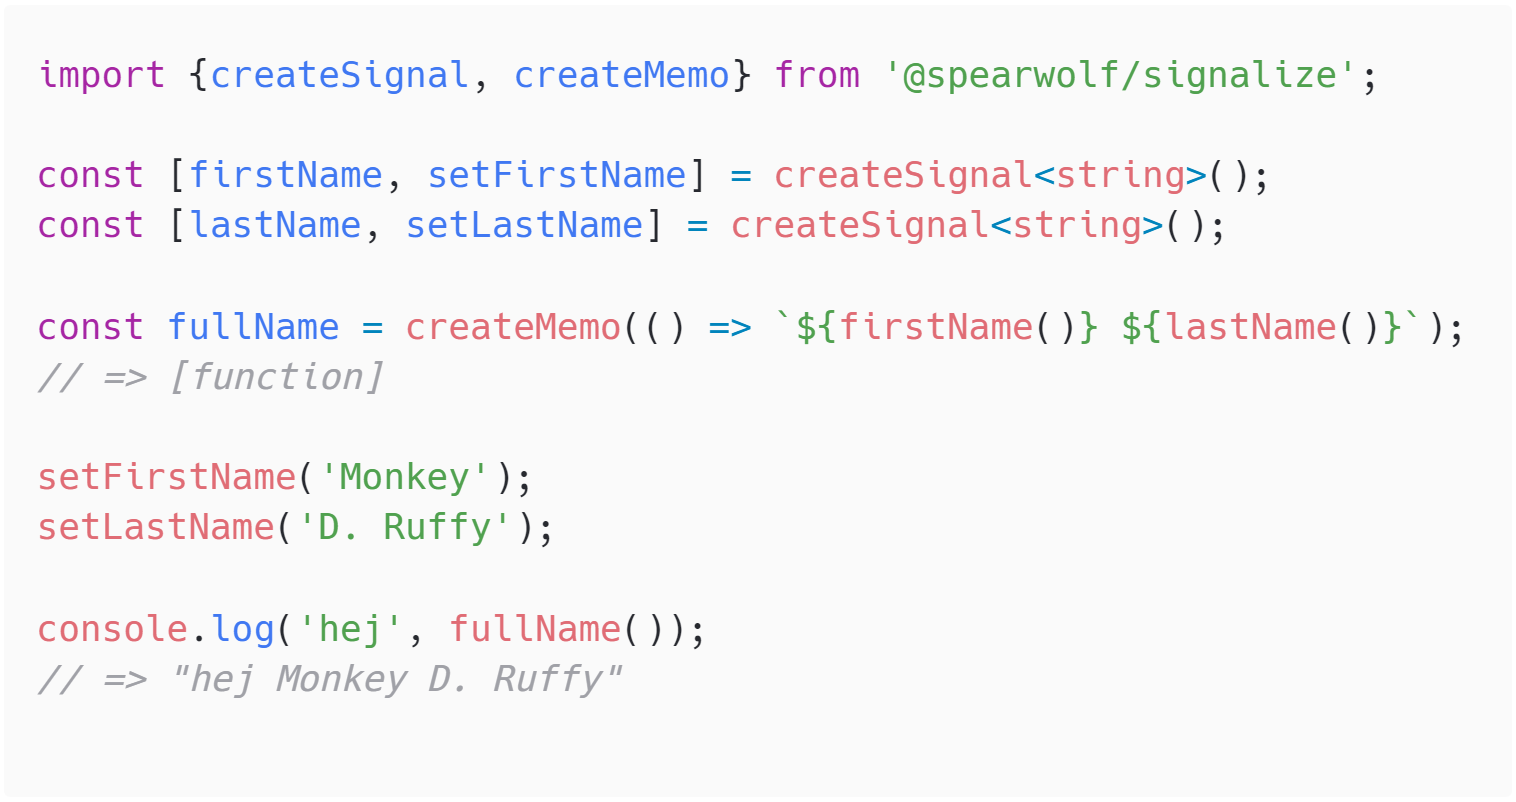 import {createSignal, createMemo} from '@spearwolf/signalize';
const [firstName, setFirstName] = createSignal<string>();
const [lastName, setLastName] = createSignal<string>();
const fullName = createMemo(() => `${firstName()} ${lastName()}`);
// => [function]
setFirstName('Monkey');
setLastName('D. Ruffy');
console.log('hej', fullName());
// => "hej Monkey D. Ruffy"